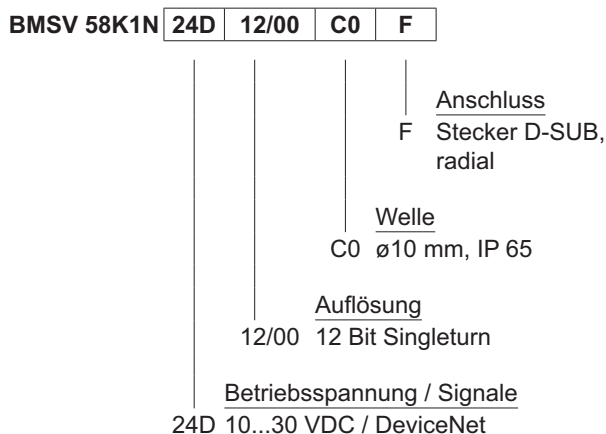 BMSV 58K1N 24D 12/00 C0 F
Anschluss
F Stecker D-SUB,
radial
Welle
C0 ø10 mm, IP 65
Auflösung
12/00 12 Bit Singleturn
Betriebsspannung / Signale
24D 10...30 VDC / DeviceNet